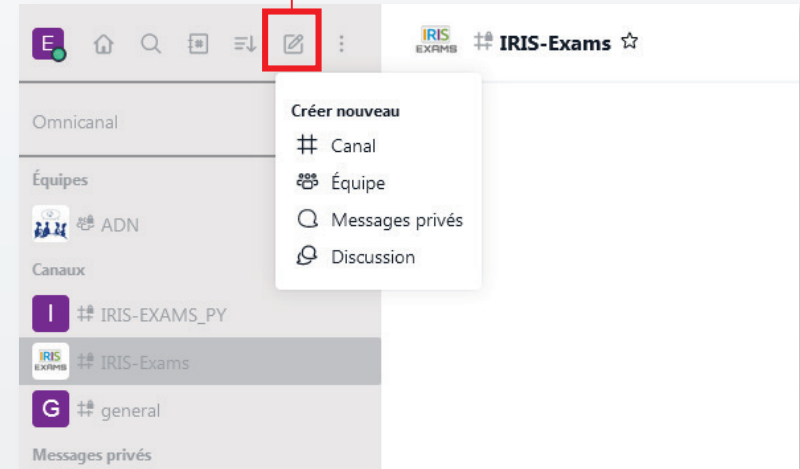 E
IRIS
EXAMS
IRIS-Exams
Omnicanal
Créer nouveau
Canal
Équipe
Messages privés
Discussion
Équipes
ADN
Canaux
I
IRIS-EXAMS_PY
IRIS
EXAMS
IRIS-Exams
G
general
Messages privés